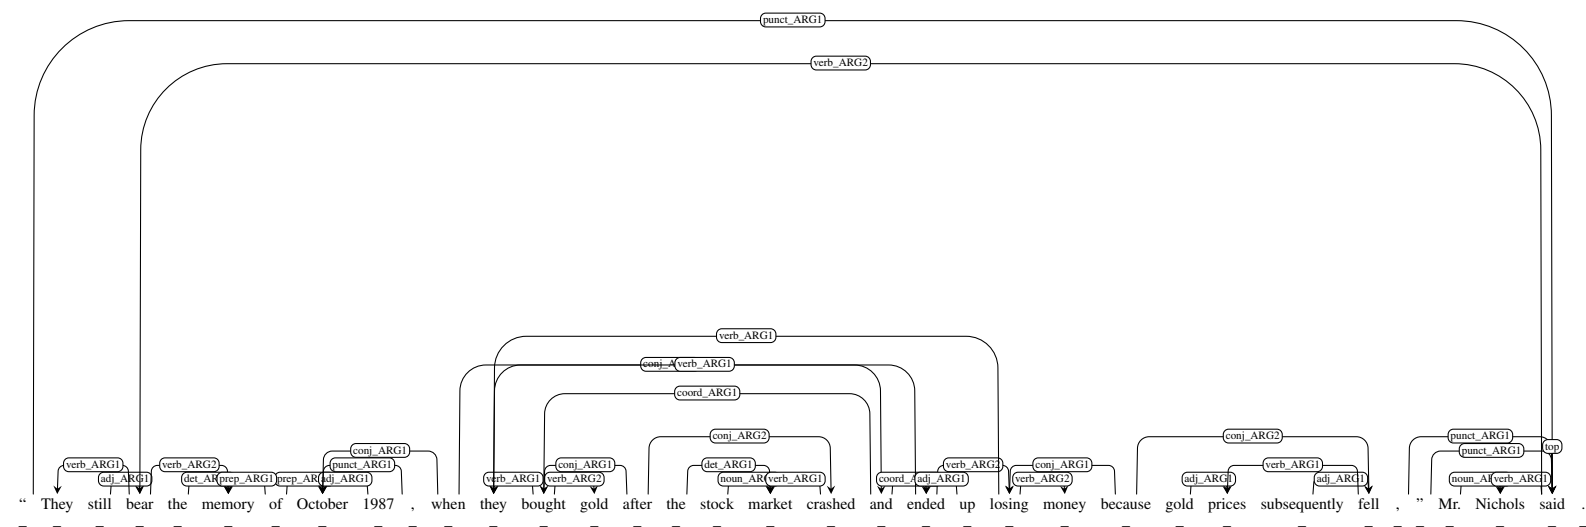 punct_ARG1
verb_ARG2
verb_ARG1
verb_ARG1
coord_ARG1
conj_ARG2 conj_ARG2 punct_ARG1
conj_ARG1 top
punct_ARG1
verb_ARG1 verb_ARG2 punct_ARG1 conj_ARG1 det_ARG1 verb_ARG2 conj_ARG1 verb_ARG1
adj_ARG1 prep_ARG1 adj_ARG1 verb_ARG1 verb_ARG2 verb_ARG1 adj_ARG1 verb_ARG2 adj_ARG1 adj_ARG1 verb_ARG1
“ They still bear the memory of October 1987 , when they bought gold after the stock market crashed and ended up losing money because gold prices subsequently fell , ” Mr. Nichols said .